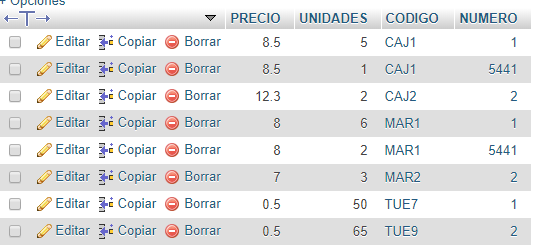 + Opciones
PRECIO UNIDADES CODIGO NUMERO
Editar Copiar Borrar 8.5 5 CAJ1 1
Editar Copiar Borrar 8.5 1 CAJ1 5441
Editar Copiar Borrar 12.3 2 CAJ2 2
Editar Copiar Borrar 8 6 MAR1 1
Editar Copiar Borrar 8 2 MAR1 5441
Editar Copiar Borrar 7 3 MAR2 2
Editar Copiar Borrar 0.5 50 TUE7 1
Editar Copiar Borrar 0.5 65 TUE9 2